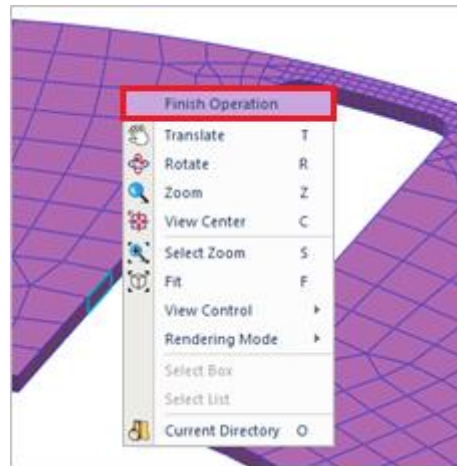 Finish Operation
Translate T
Rotate R
Zoom Z
View Center C
Select Zoom S
Fit F
View Control
Rendering Mode
Select Box
Select List
Current Directory O